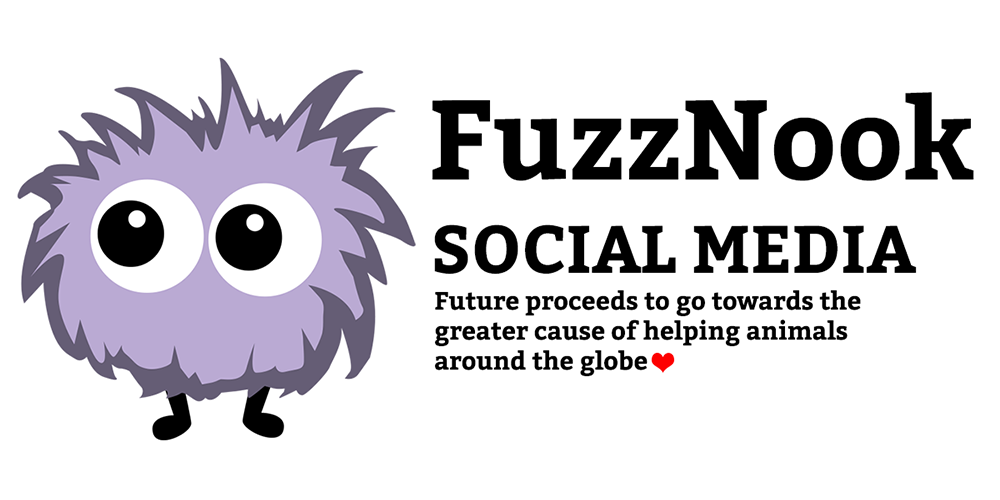 FuzzNook
SOCIAL MEDIA
Future proceeds to go towards the
greater cause of helping animals
around the globe❤